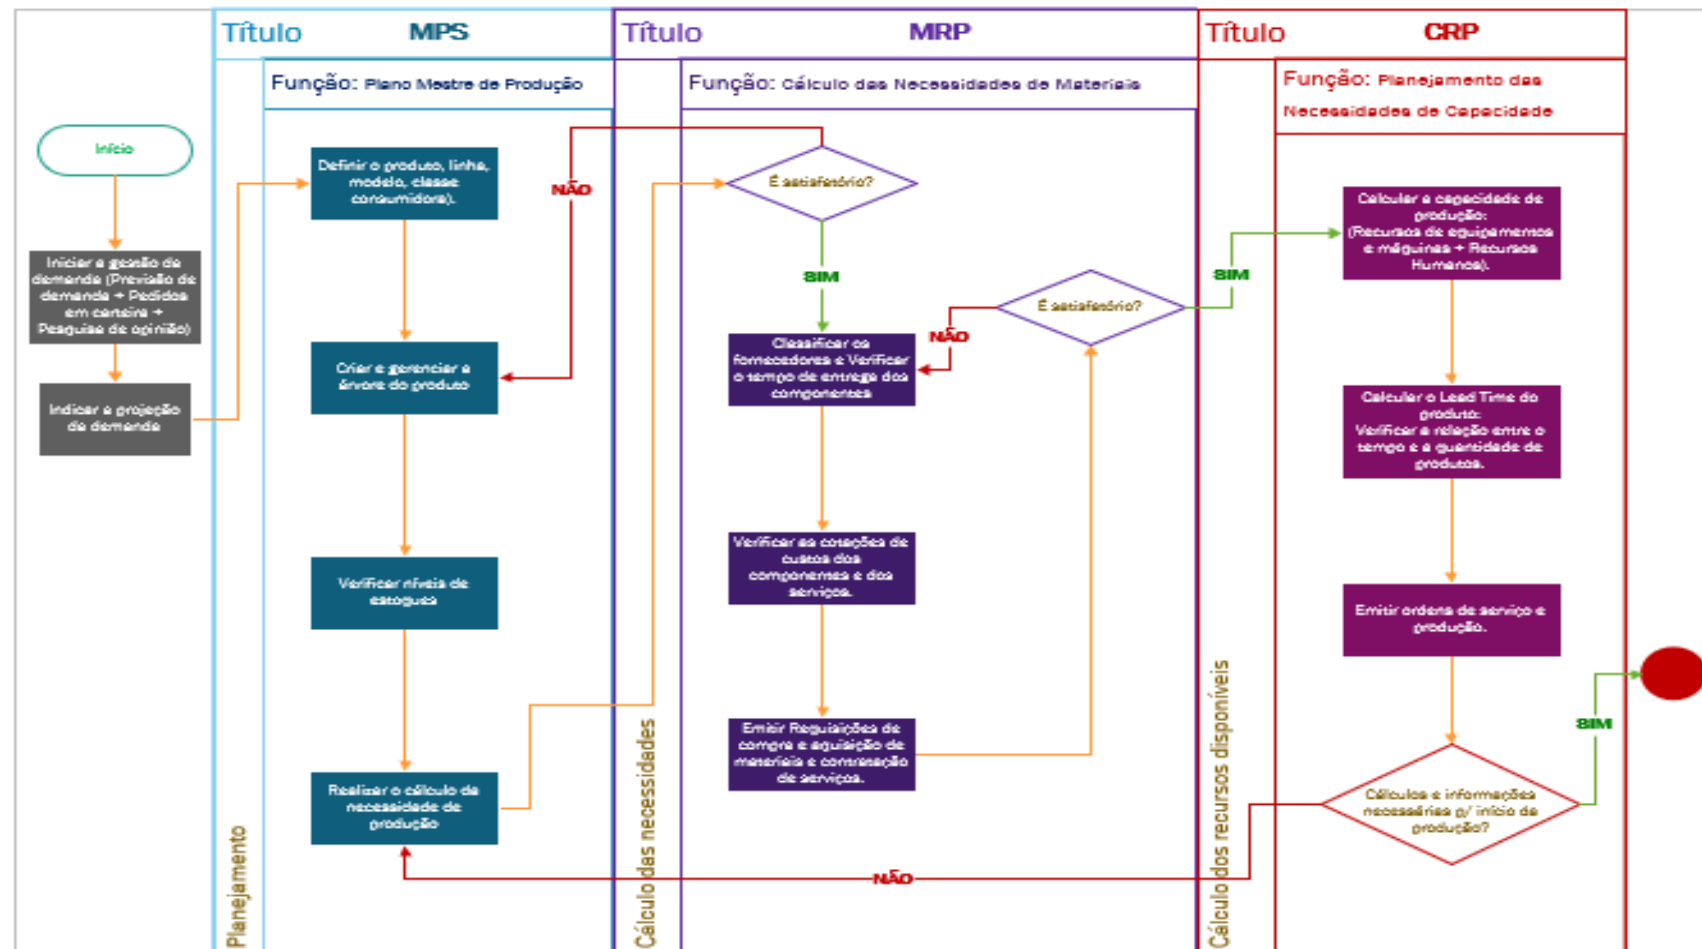 Título
MPS
Título
MRP
Título
CRP
Função: Plano Mestre de Produção
Função: Cálculo das Necessidades de Materiais
Função: Planejamento das
Necessidades de Capacidade
Início
Iniciar a gestão de
demanda (Previsão de
demanda + Pedidos
em carteira +
Pesquisa de opinião)
Indicar a projeção
da demanda
Planejamento
Definir o produto, linha,
modelo, classe
consumidora).
Criar e gerenciar a
árvore do produto
Verificar níveis de
estoques
Realizar o cálculo da
necessidade de
produção
NÃO
Cálculo das necessidades
É satisfatório?
SIM
Classificar os
fornecedores e Verificar
o tempo de entrega dos
componentes
Verificar as cotações de
custos dos
componentes e dos
serviços.
Emitir Requisições de
compra e aquisição de
materiais e contratação
de serviços.
É satisfatório?
NÃO
SIM
NÃO
Cálculo dos recursos disponíveis
Calcular a capacidade de
produção:
(Recursos de equipamentos
e máquinas + Recursos
Humanos).
Calcular o Lead Time do
produto:
Verificar a relação entre o
tempo e a quantidade de
produtos.
Emitir ordens de serviço e
produção.
Cálculos e informações
necessárias p/ início da
produção?
SIM